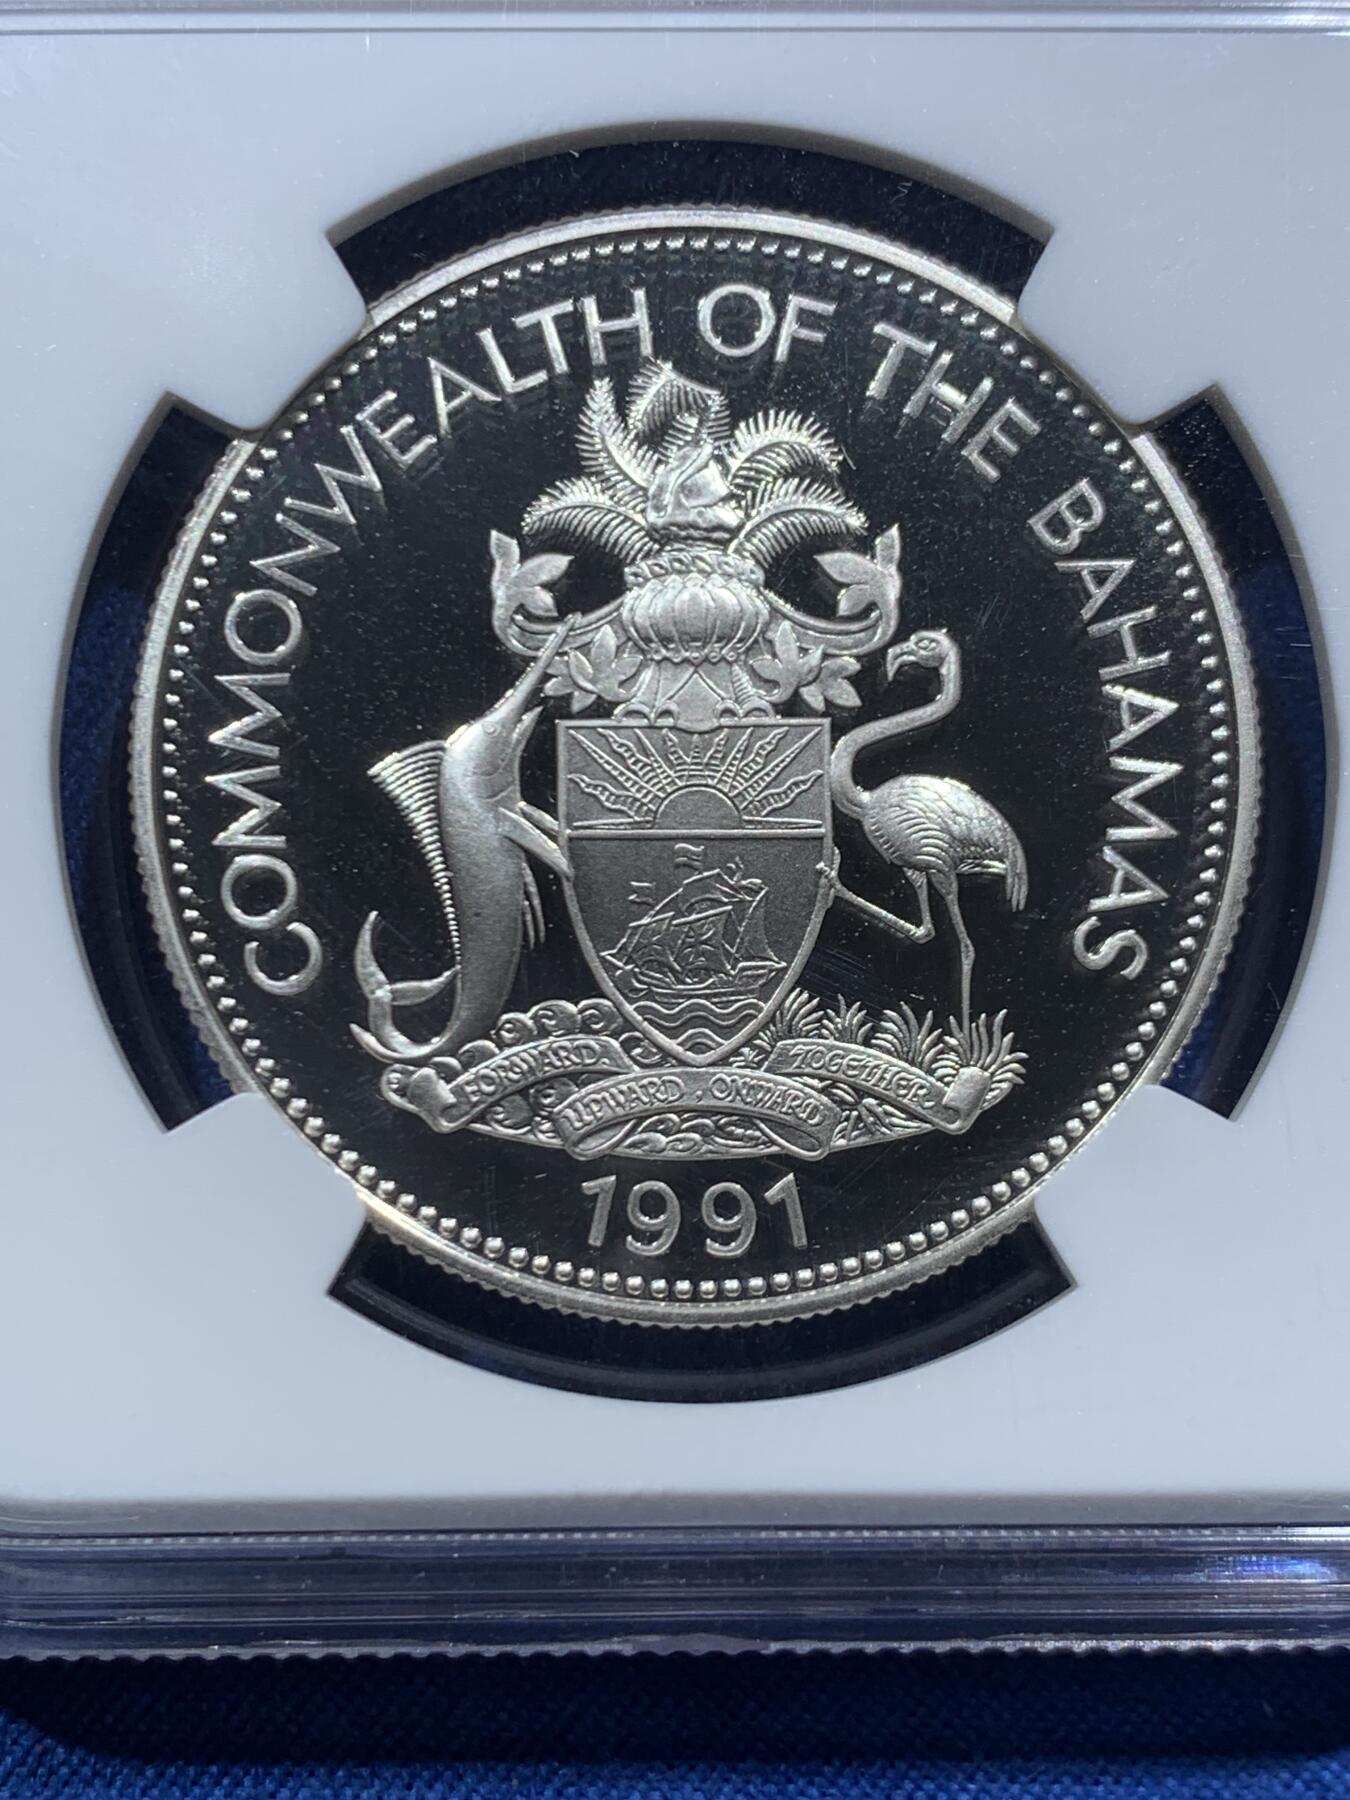 COMMONWEALTH OF THE BAHAMAS
FORWARD, UPWARD, ONWARD TOGETHER
1991